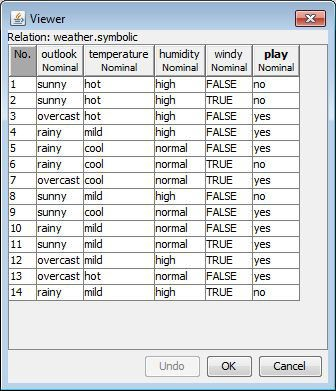 Viewer
Relation: weather.symbolic
No. outlook temperature humidity windy play
Nominal Nominal Nominal Nominal Nominal
1 sunny hot high FALSE no
2 sunny hot high TRUE no
3 overcast hot high FALSE yes
4 rainy mild high FALSE yes
5 rainy cool normal FALSE yes
6 rainy cool normal TRUE no
7 overcast cool normal TRUE yes
8 sunny mild high FALSE no
9 sunny cool normal FALSE yes
10 rainy mild normal FALSE yes
11 sunny mild normal TRUE yes
12 overcast mild high TRUE yes
13 overcast hot normal FALSE yes
14 rainy mild high TRUE no
Undo OK Cancel